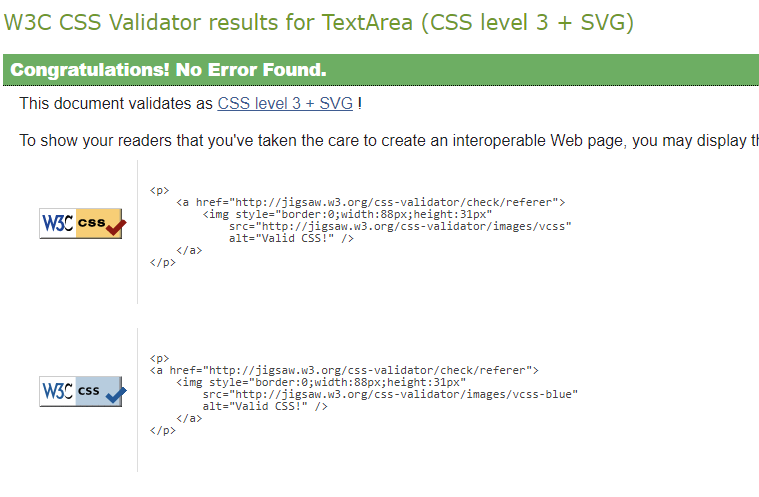 W3C CSS Validator results for TextArea (CSS level 3 + SVG)
Congratulations! No Error Found.
This document validates as CSS level 3 + SVG !
To show your readers that you've taken the care to create an interoperable Web page, you may display
W3C css
<p>
<a href="http://jigsaw.w3.org/css-validator/check/referer">
<img style="border:0;width:88px;height:31px"
src="http://jigsaw.w3.org/css-validator/images/vcss"
alt="Valid CSS!" />
</a>
</p>
W3C css
<p>
<a href="http://jigsaw.w3.org/css-validator/check/referer">
<img style="border:0;width:88px;height:31px"
src="http://jigsaw.w3.org/css-validator/images/vcss-blue"
alt="Valid CSS!" />
</a>
</p>